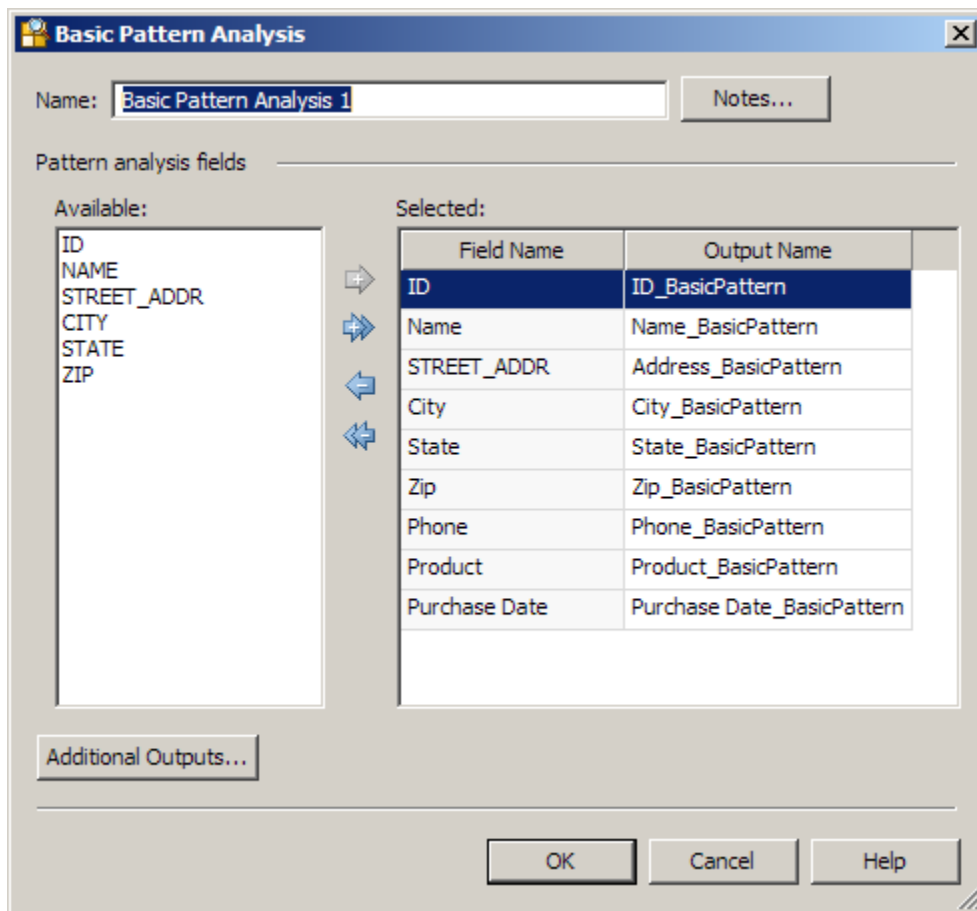 Basic Pattern Analysis
Name: Basic Pattern Analysis 1 Notes...
Pattern analysis fields
Available:
ID
NAME
STREET_ADDR
CITY
STATE
ZIP
Selected:
Field Name Output Name
ID ID_BasicPattern
Name Name_BasicPattern
STREET_ADDR Address_BasicPattern
City City_BasicPattern
State State_BasicPattern
Zip Zip_BasicPattern
Phone Phone_BasicPattern
Product Product_BasicPattern
Purchase Date Purchase Date_BasicPattern
Additional Outputs...
OK Cancel Help